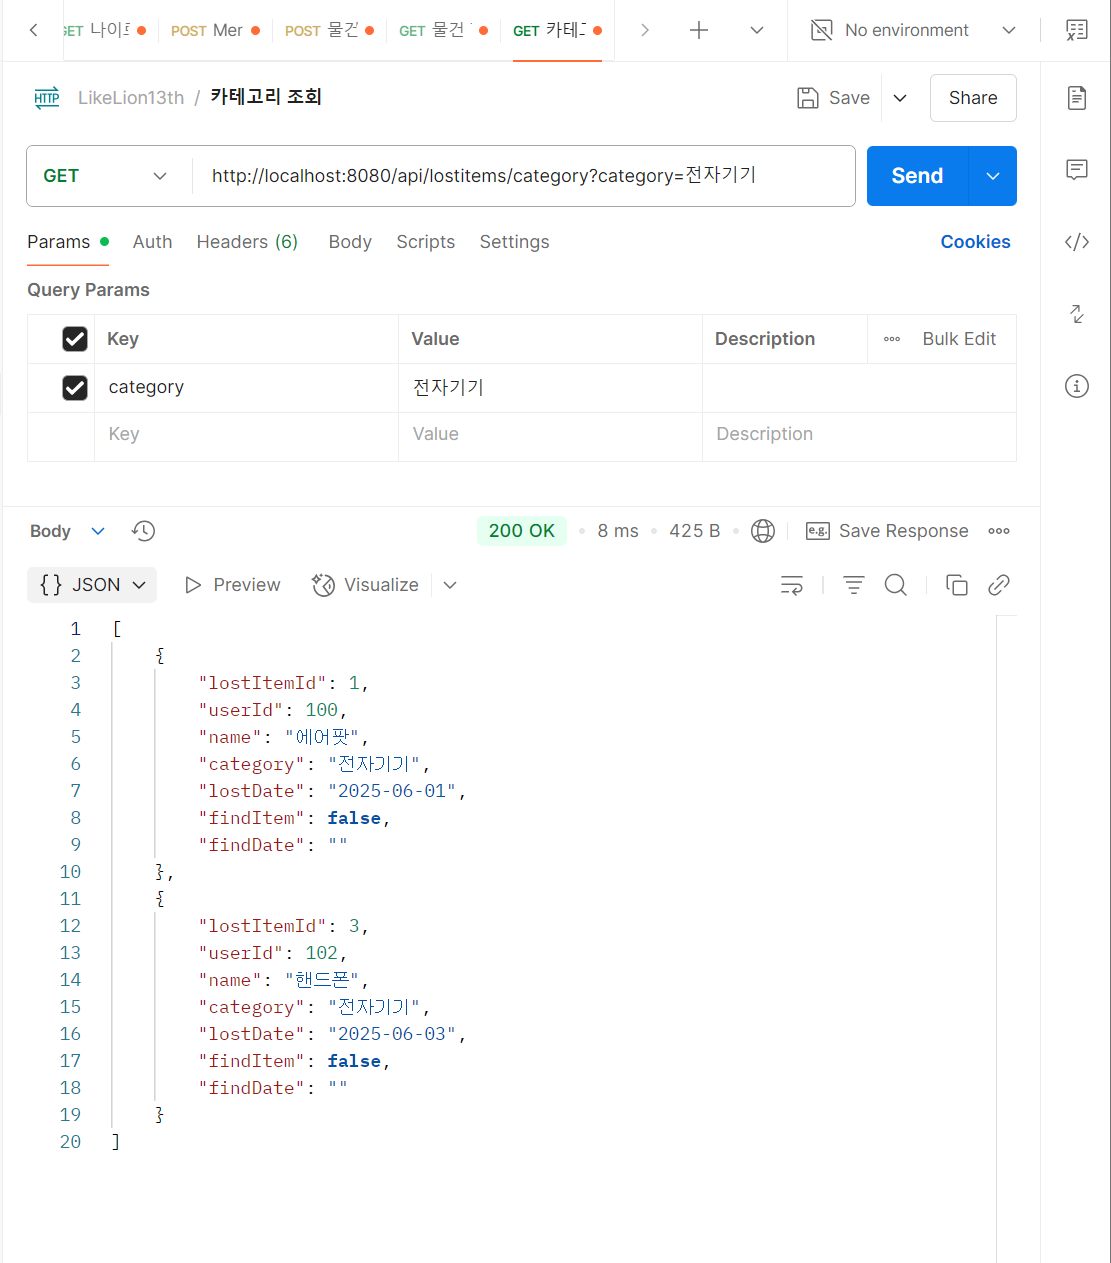 GET 나이
POST Mer
POST 물건
GET 물건
GET 카테
No environment
HTTP LikeLion13th / 카테고리 조회
Save
Share
GET
http://localhost:8080/api/lostitems/category?category=전자기기
Send
Params
Auth
Headers (6)
Body
Scripts
Settings
Cookies
Query Params
Key Value Description Bulk Edit
category 전자기기
Key Value Description
Body
200 OK • 8 ms • 425 B
e.g. Save Response
{} JSON
Preview
Visualize
1 [
2 {
3 "lostItemId": 1,
4 "userId": 100,
5 "name": "에어팟",
6 "category": "전자기기",
7 "lostDate": "2025-06-01",
8 "findItem": false,
9 "findDate": ""
10 },
11 {
12 "lostItemId": 3,
13 "userId": 102,
14 "name": "핸드폰",
15 "category": "전자기기",
16 "lostDate": "2025-06-03",
17 "findItem": false,
18 "findDate": ""
19 }
20 ]